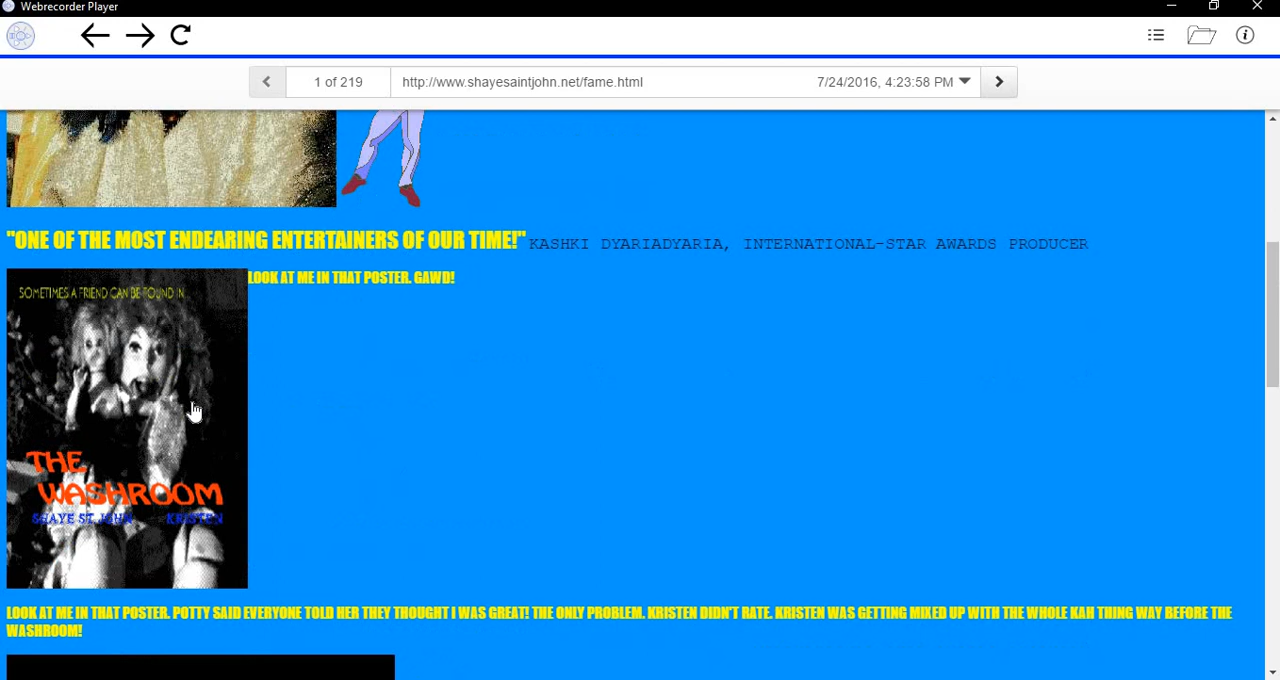 Webrecorder Player
1 of 219
http://www.shayesaintjohn.net/fame.html
7/24/2016, 4:23:58 PM
"ONE OF THE MOST ENDEARING ENTERTAINERS OF OUR TIME!" KASHKI DYARIADYARIA, INTERNATIONAL-STAR AWARDS PRODUCER
LOOK AT ME IN THAT POSTER. GAWD!
SOMETIMES A FRIEND CAN BE FOUND IN
THE
WASHROOM
SHAYE ST. JOHN KRISTEN
LOOK AT ME IN THAT POSTER. POTTY SAID EVERYONE TOLD HER THEY THOUGHT I WAS GREAT! THE ONLY PROBLEM. KRISTEN DIDN'T RATE. KRISTEN WAS GETTING MIXED UP WITH THE WHOLE KAH THING WAY BEFORE THE
WASHROOM!